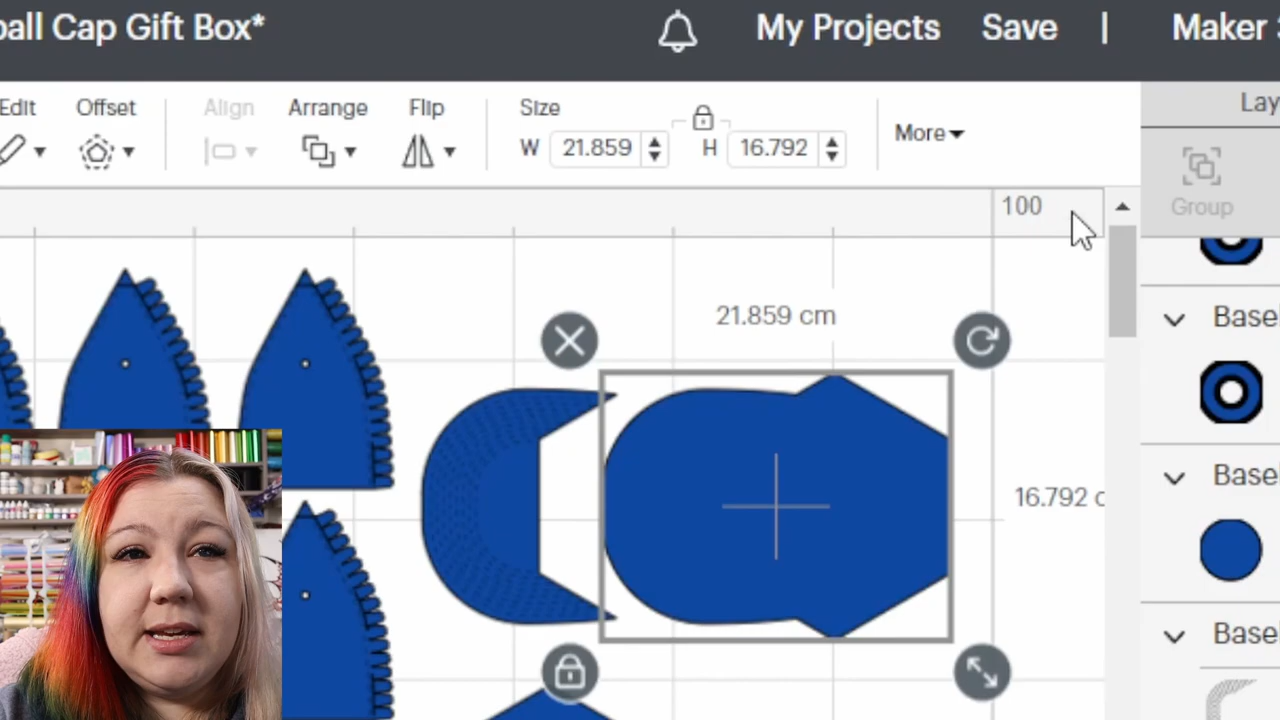 ball Cap Gift Box*
My Projects
Save
|
Maker 3
Edit
Offset
Align
Arrange
Flip
Size
W 21.859
H 16.792
More
Lay
100
Group
21.859 cm
16.792 c
Basel
Basel
Basel